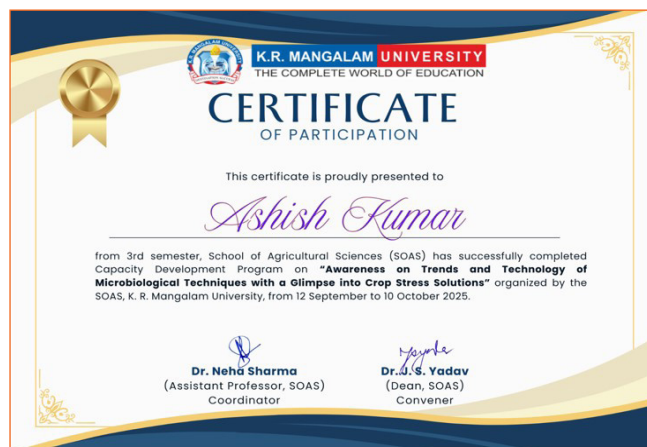 K.R. MANGALAM UNIVERSITY
THE COMPLETE WORLD OF EDUCATION
CERTIFICATE
OF PARTICIPATION
This certificate is proudly presented to
Ashish Kumar
from 3rd semester, School of Agricultural Sciences (SOAS) has successfully completed
Capacity Development Program on “Awareness on Trends and Technology of
Microbiological Techniques with a Glimpse into Crop Stress Solutions” organized by the
SOAS, K. R. Mangalam University, from 12 September to 10 October 2025.
Dr. Neha Sharma
(Assistant Professor, SOAS)
Coordinator
Dr. J. S. Yadav
(Dean, SOAS)
Convener